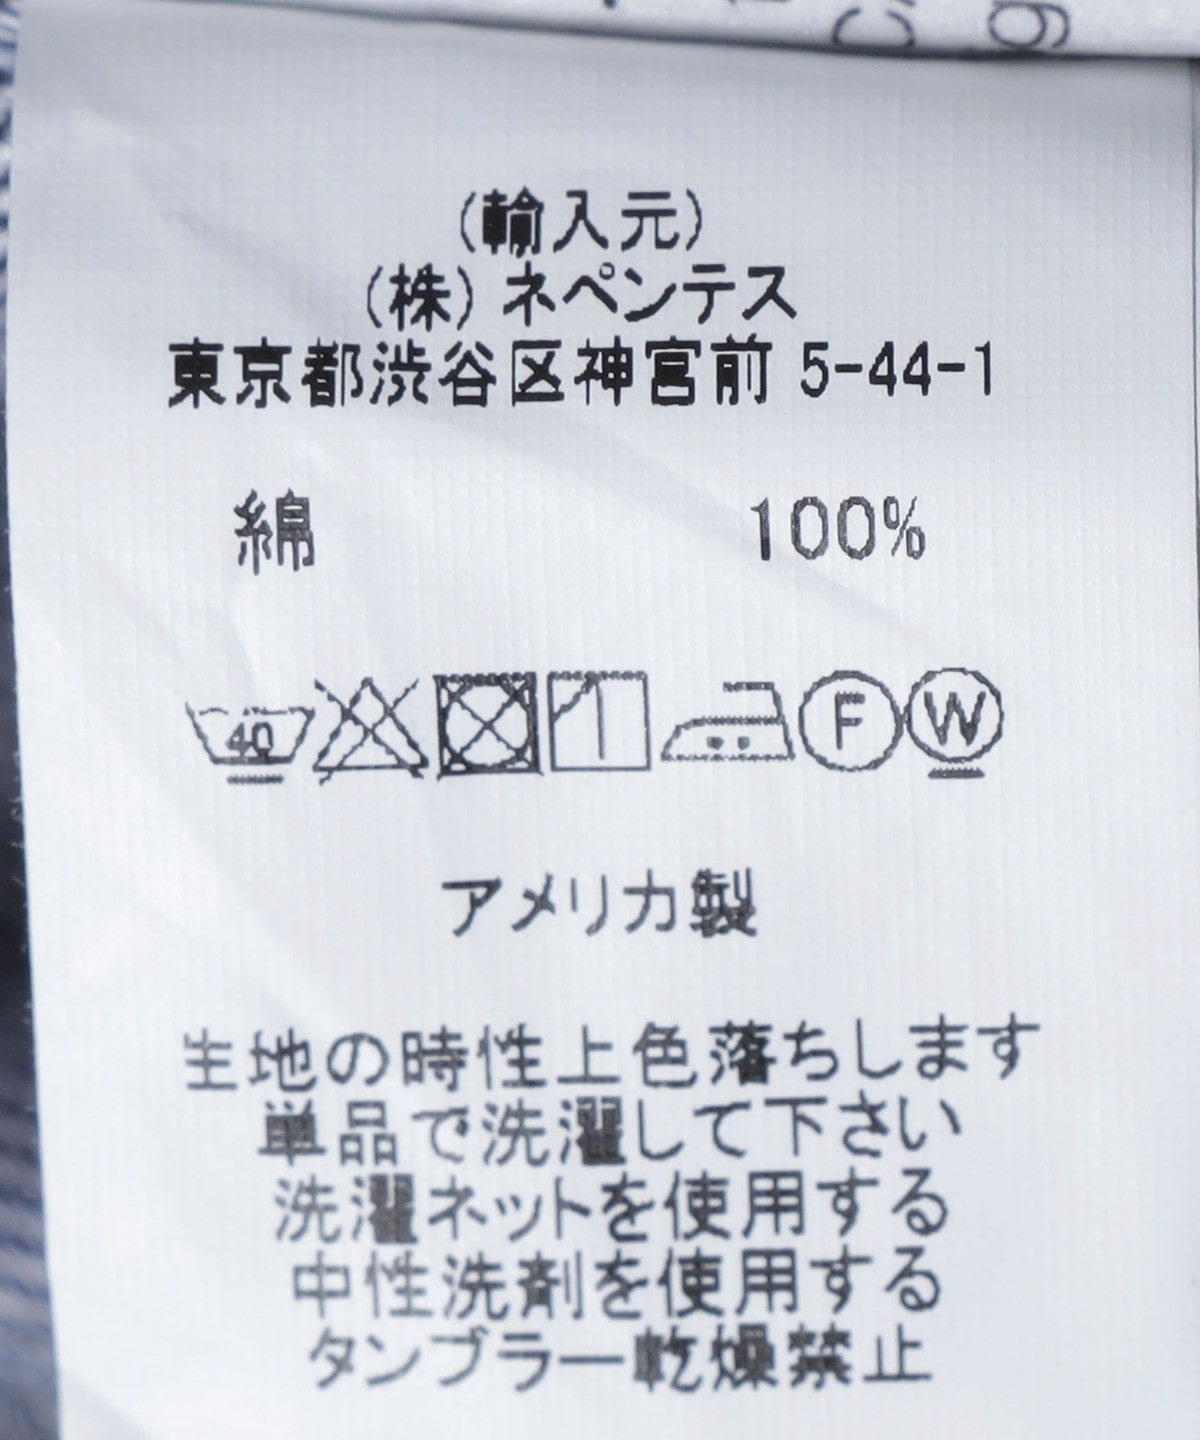 (輸入元)
(株) ネペンテス
東京都渋谷区神宮前 5-44-1
綿 100%
40 F W
アメリカ製
生地の特性上色落ちします
単品で洗濯して下さい
洗濯ネットを使用する
中性洗剤を使用する
タンブラー乾燥禁止